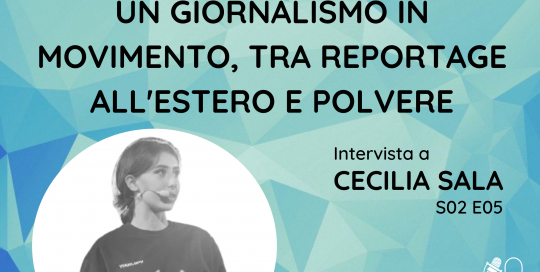 UN GIORNALISMO IN
MOVIMENTO, TRA REPORTAGE
ALL'ESTERO E POLVERE
Intervista a
CECILIA SALA
S02 E05